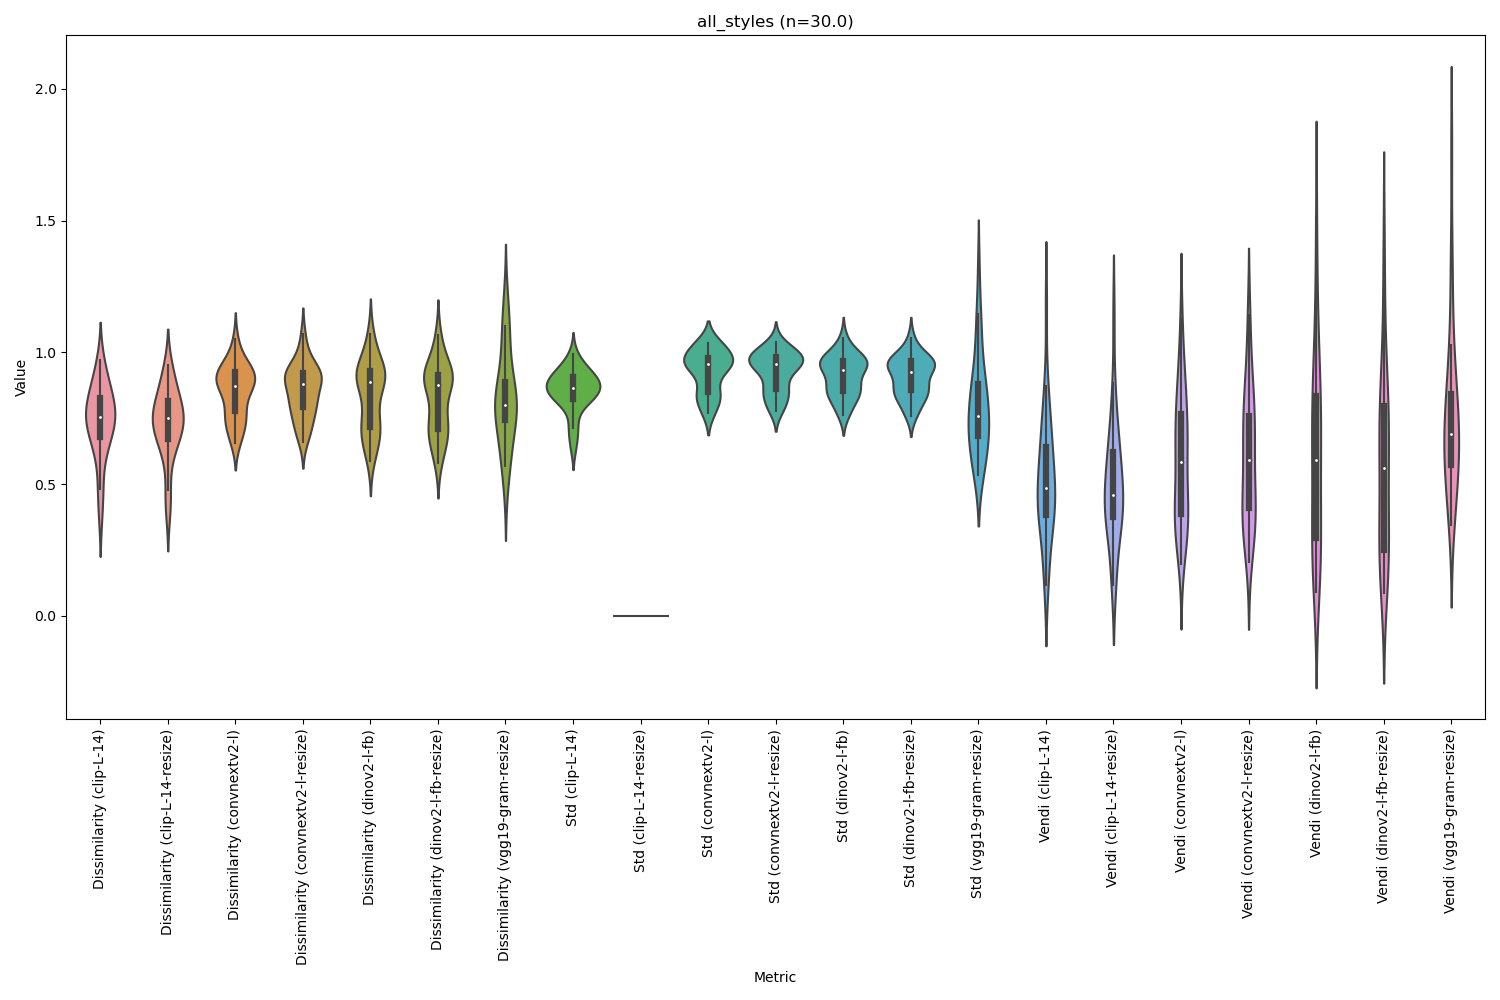 all_styles (n=30.0)
Value
2.0
1.5
1.0
0.5
0.0
Dissimilarity (clip-L-14)
Dissimilarity (clip-L-14-resize)
Dissimilarity (convnextv2-l)
Dissimilarity (convnextv2-l-resize)
Dissimilarity (dinov2-l-fb)
Dissimilarity (dinov2-l-fb-resize)
Dissimilarity (vgg19-gram-resize)
Std (clip-L-14)
Std (clip-L-14-resize)
Std (convnextv2-l)
Std (convnextv2-l-resize)
Std (dinov2-l-fb)
Std (dinov2-l-fb-resize)
Std (vgg19-gram-resize)
Vendi (clip-L-14)
Vendi (clip-L-14-resize)
Vendi (convnextv2-l)
Vendi (convnextv2-l-resize)
Vendi (dinov2-l-fb)
Vendi (dinov2-l-fb-resize)
Vendi (vgg19-gram-resize)
Metric